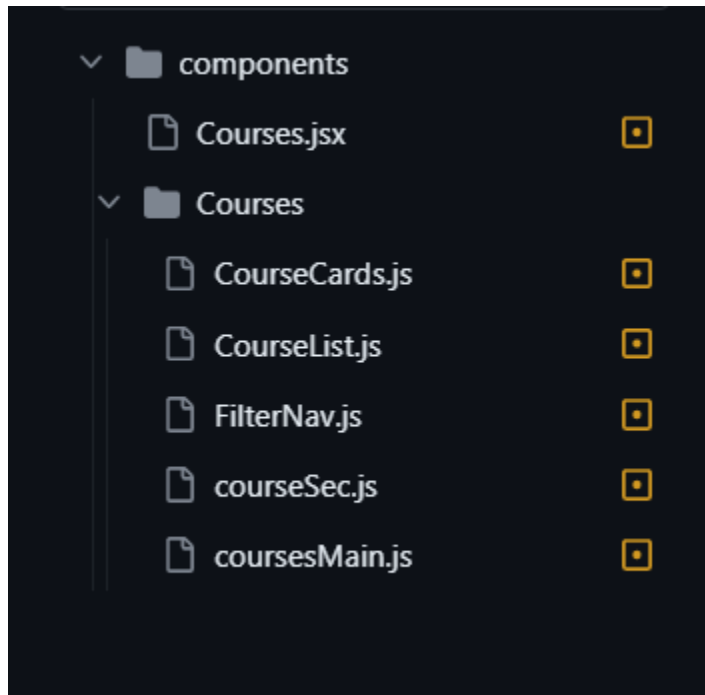 components
Courses.jsx
Courses
CourseCards.js
CourseList.js
FilterNav.js
courseSec.js
coursesMain.js